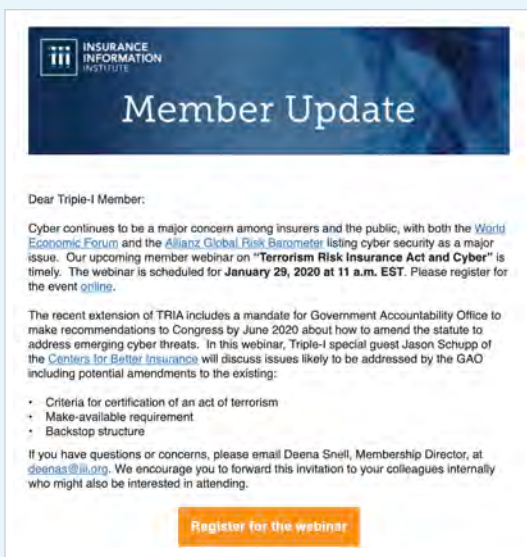 INSURANCE
INFORMATION
INSTITUTE
Member Update
Dear Triple-I Member:
Cyber continues to be a major concern among insurers and the public, with both the World
Economic Forum and the Allianz Global Risk Barometer listing cyber security as a major
issue.  Our upcoming member webinar on "Terrorism Risk Insurance Act and Cyber" is
timely.  The webinar is scheduled for January 29, 2020 at 11 a.m. EST. Please register for
the event online.
The recent extension of TRIA includes a mandate for Government Accountability Office to
make recommendations to Congress by June 2020 about how to amend the statute to
address emerging cyber threats.  In this webinar, Triple-I special guest Jason Schupp of
the Centers for Better Insurance will discuss issues likely to be addressed by the GAO
including potential amendments to the existing:
• Criteria for certification of an act of terrorism
• Make-available requirement
• Backstop structure
If you have questions or concerns, please email Deena Snell, Membership Director, at
deenas@iii.org. We encourage you to forward this invitation to your colleagues internally
who might also be interested in attending.
Register for the webinar